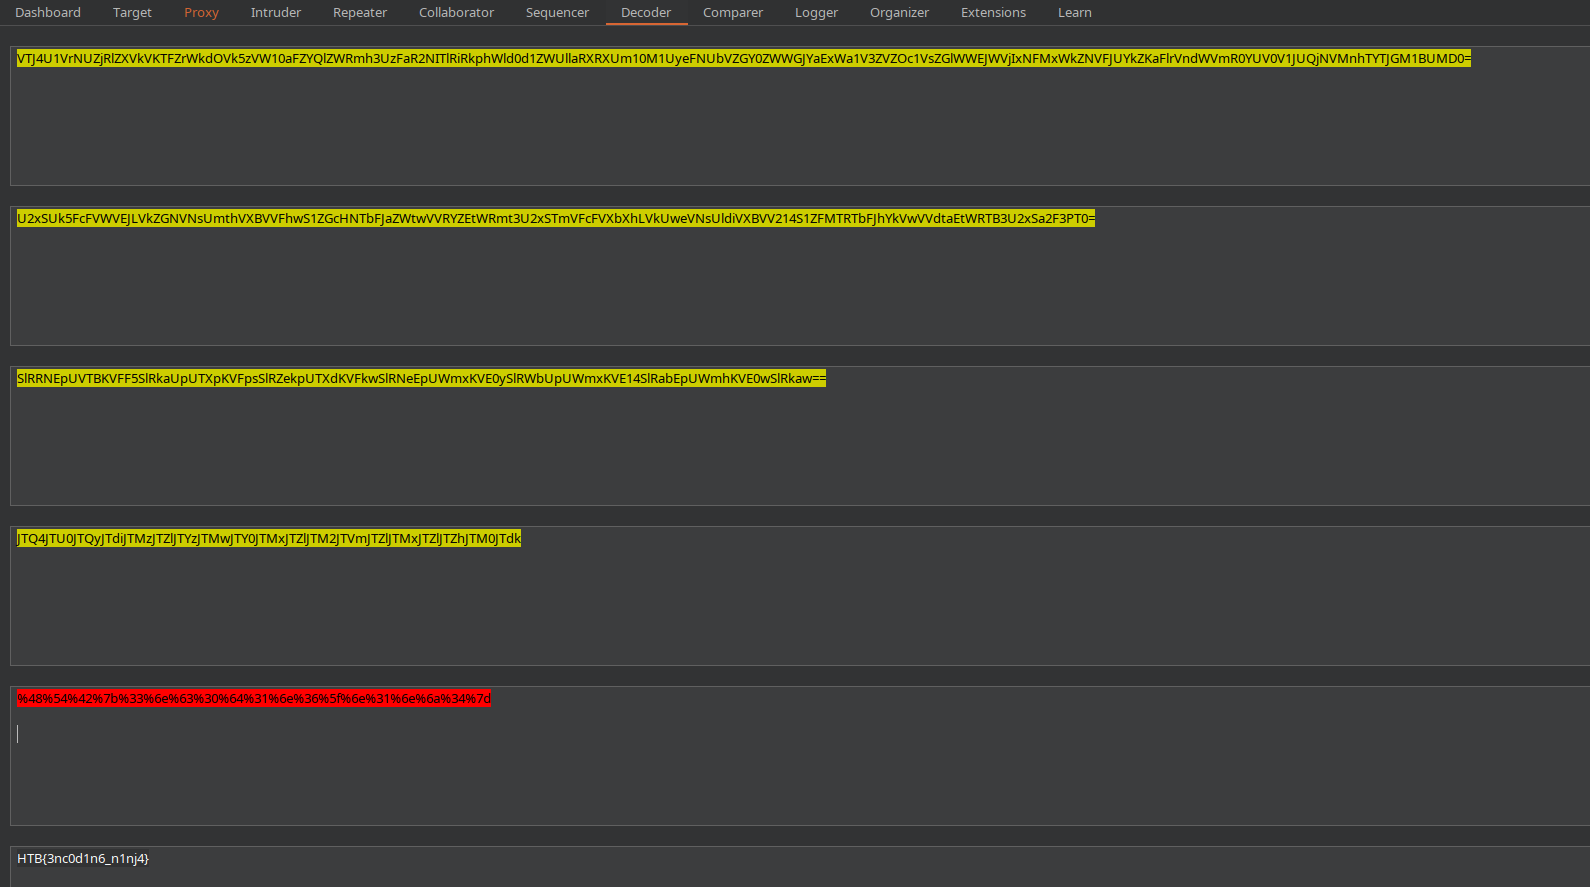 Dashboard Target Proxy Intruder Repeater Collaborator Sequencer Decoder Comparer Logger Organizer Extensions Learn
VTJ4U1VrNUZjRlZXVkVKTFZrWkdOVk5zVW10aFZYQlZWRmh3UzFaR2NITlRiRkphWld0d1ZWUllaRXRXUm10M1UyeFNUbVZGY0ZWWGJYaExWa1V3ZVZOc1VsZGlWWEJWVjIxNFMxWkZNVFJUYkZKaFlrVndWVmR0YUV0V1JUQjNVMnhTYTJGM1BUMD0=
U2xSUk5FcFVWVEJLVkZGNVNsUmthVXBVVFhwS1ZGcHNTbFJaZWtwVVRYZEtWRmt3U2xSTmVFcFVXbXhLVkUweVNsUldiVXBVV214S1ZFMTRTbFJhYkVwVVdtaEtWRTB3U2xSa2F3PT0=
SlRRNEpUVTBKVFF5SlRkaUpUTXpKVFpsSlRZekpUTXdKVFkwSlRNeEpUWmxKVE0ySlRWbUpUWmxKVE14SlRabEpUWmhKVE0wSlRkaw==
JTQ4JTU0JTQyJTdiJTMzJTZlJTYzJTMwJTY0JTMxJTZlJTM2JTVmJTZlJTMxJTZlJTZhJTM0JTdk
%48%54%42%7b%33%6e%63%30%64%31%6e%36%5f%6e%31%6e%6a%34%7d
HTB{3nc0d1n6_n1nj4}